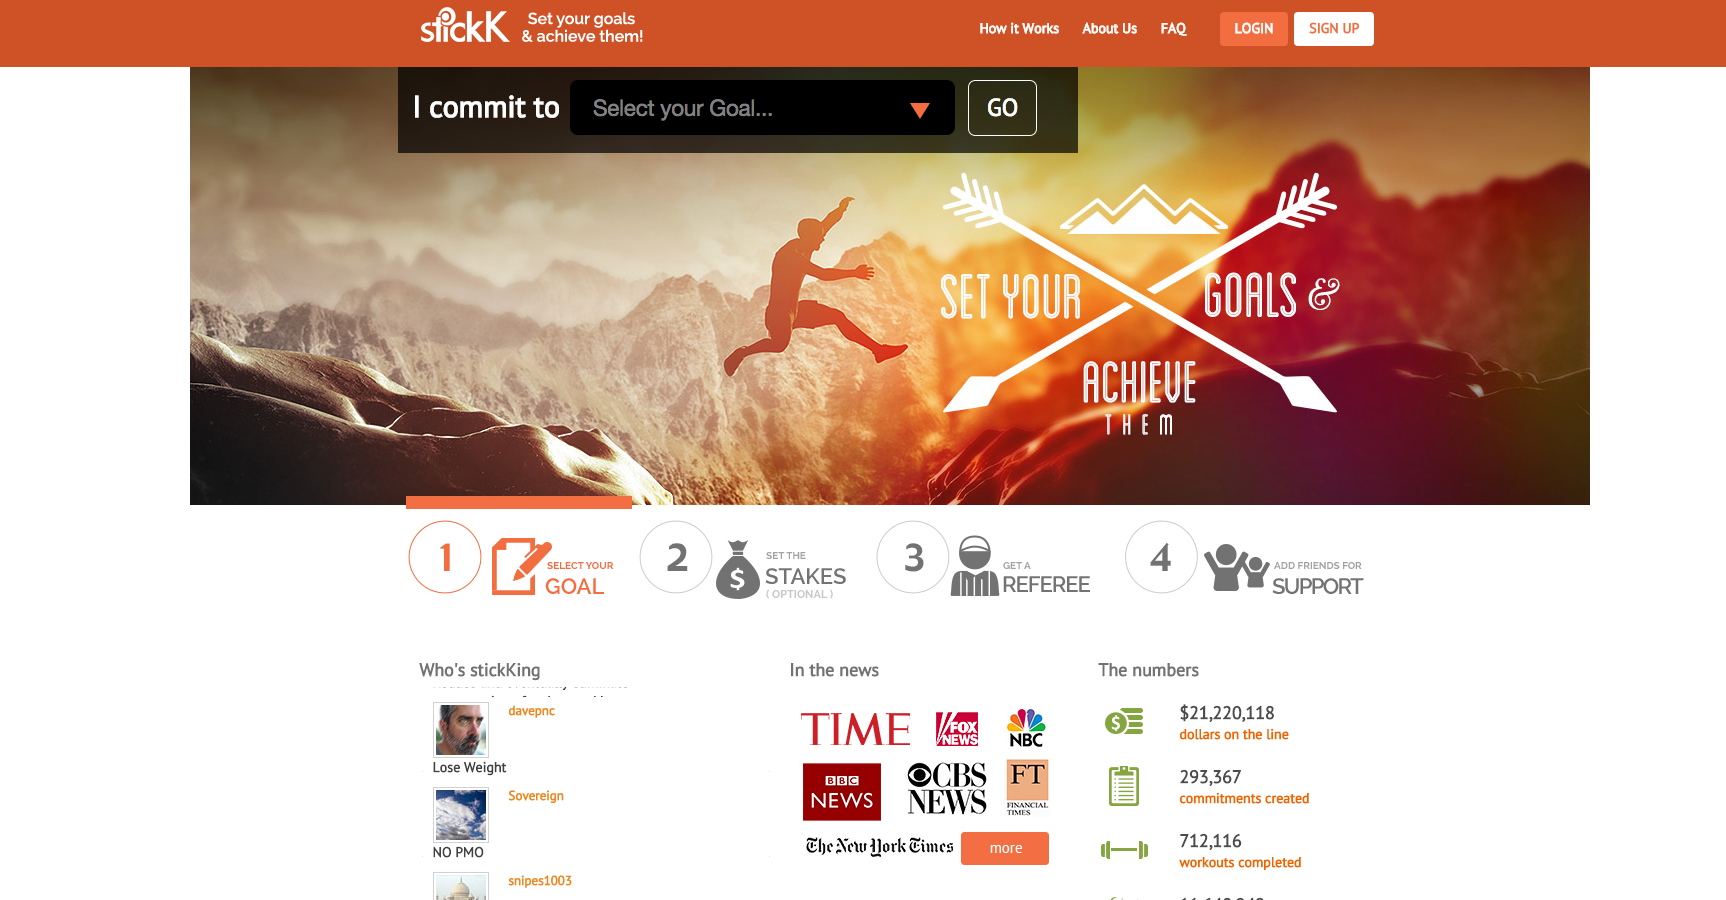 stickK
Set your goals
& achieve them!
How it Works
About Us
FAQ
LOGIN
SIGN UP
I commit to
Select your Goal...
GO
SET YOUR
GOALS &
ACHIEVE
THEM
1
SELECT YOUR
GOAL
2
$
SET THE
STAKES
( OPTIONAL )
3
GET A
REFEREE
4
ADD FRIENDS FOR
SUPPORT
Who's stickKing
davepnc
Lose Weight
Sovereign
NO PMO
snipes1003
In the news
TIME
FOX
NEWS
NBC
BBC
NEWS
CBS
NEWS
FT
FINANCIAL
TIMES
The New York Times
more
The numbers
$
$21,220,118
dollars on the line
293,367
commitments created
712,116
workouts completed